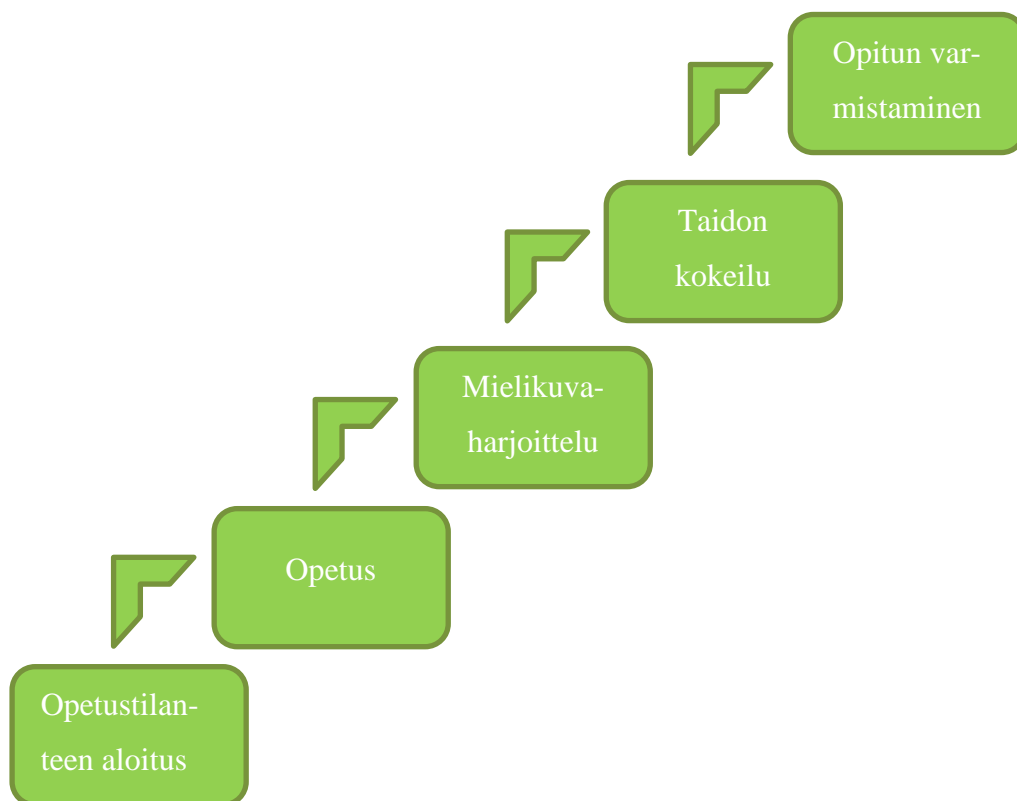 Opitun var-
mistaminen
Taidon
kokeilu
Mielikuva-
harjoittelu
Opetus
Opetustilan-
teen aloitus